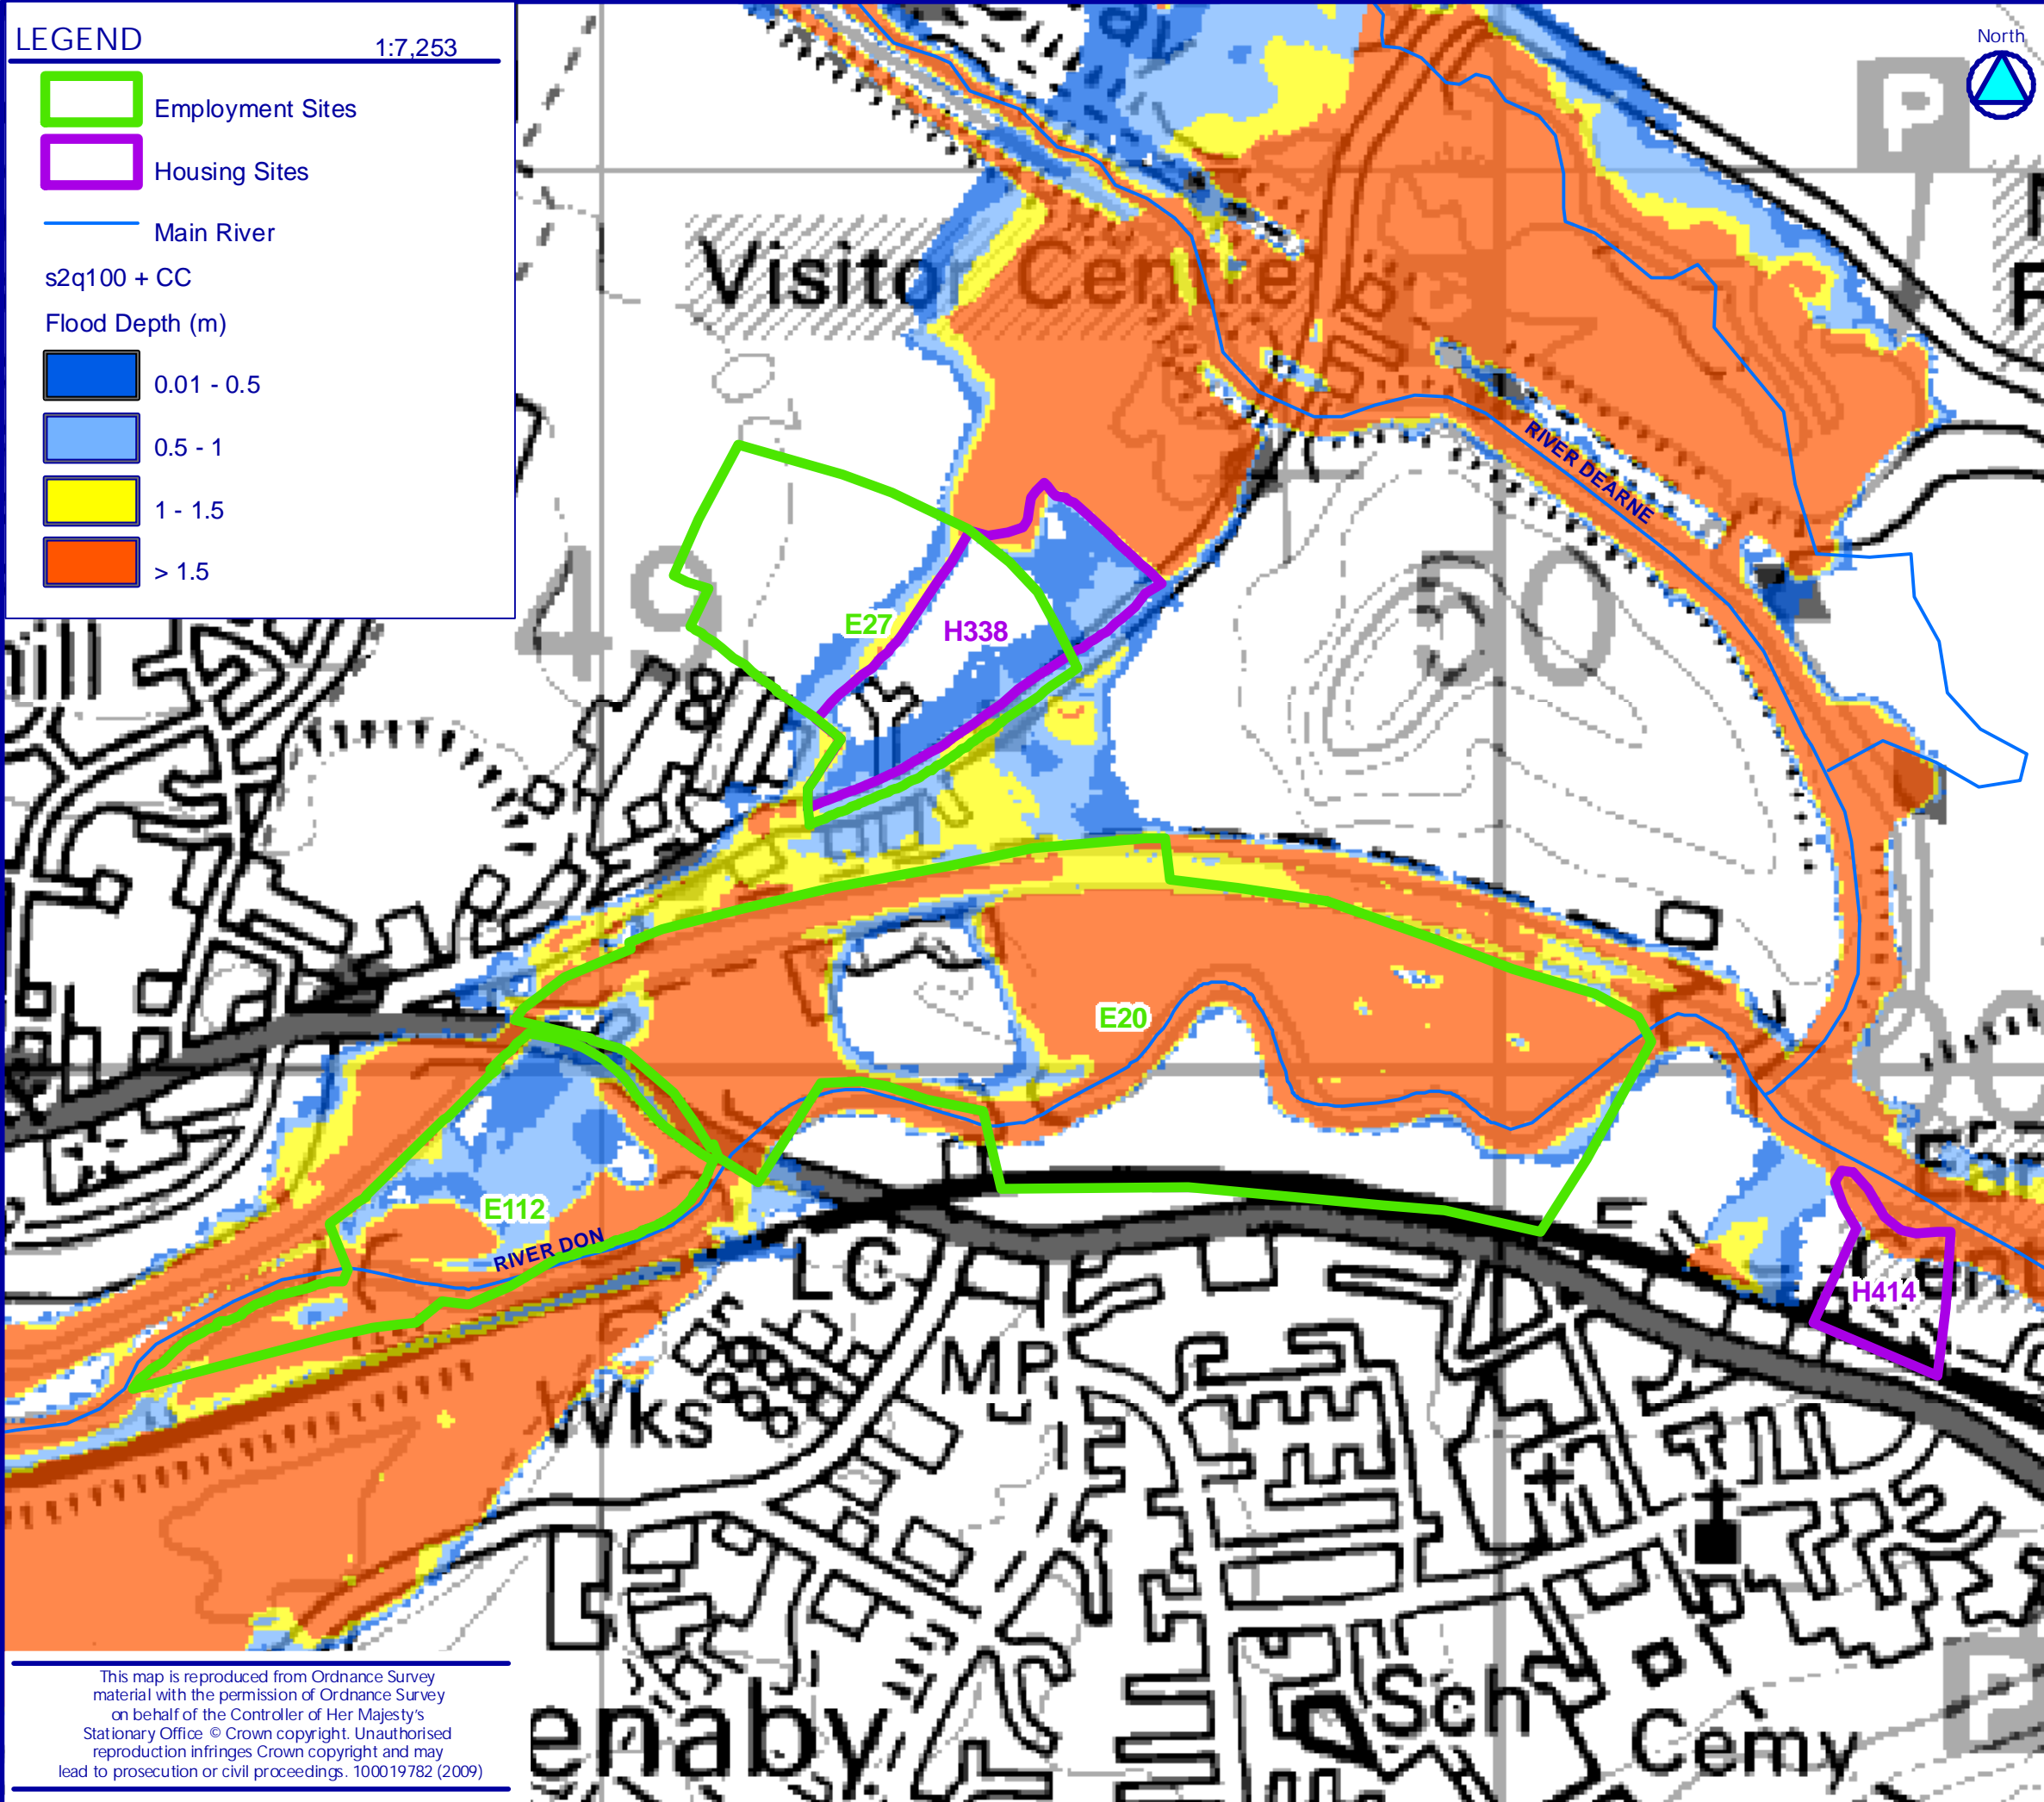 LEGEND
1:7,253
Employment Sites
Housing Sites
Main River
s2q100 + CC
Flood Depth (m)
0.01 - 0.5
0.5 - 1
1 - 1.5
> 1.5
North
P
Visitor Centre
RIVER DEARNE
49
50
E27
H338
E20
E112
RIVER DON
H414
LC
MP
Wks
enaby
Sch
Cemy
P
This map is reproduced from Ordnance Survey
material with the permission of Ordnance Survey
on behalf of the Controller of Her Majesty's
Stationary Office © Crown copyright. Unauthorised
reproduction infringes Crown copyright and may
lead to prosecution or civil proceedings. 100019782 (2009)